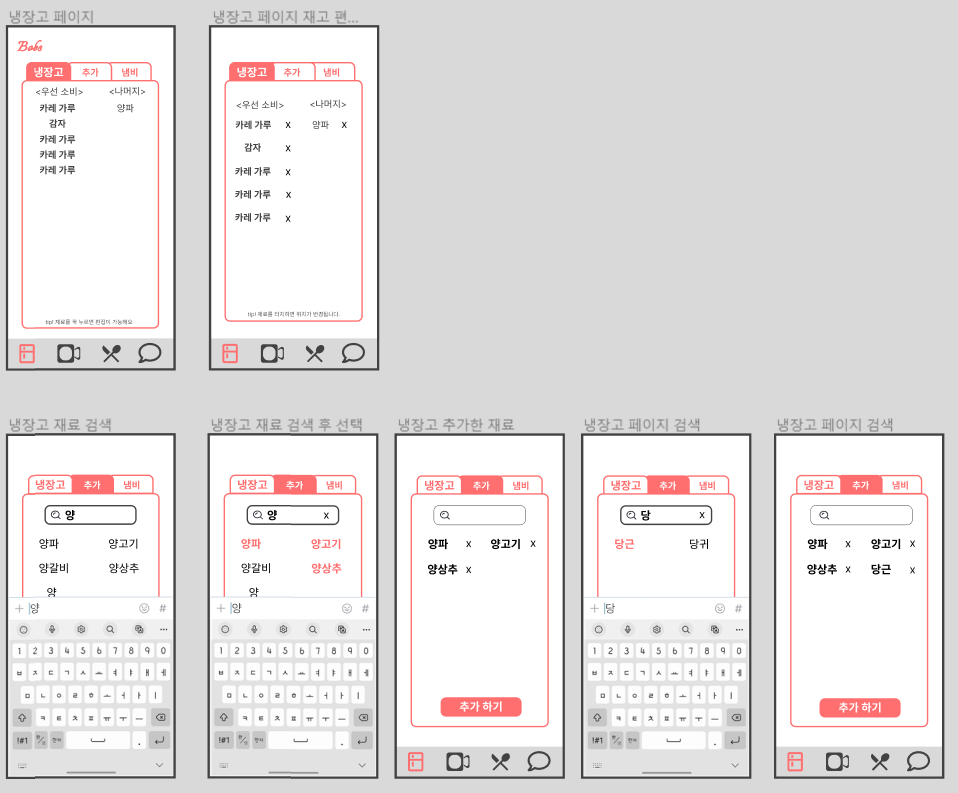 냉장고 페이지
Bobs
냉장고 추가 냄비
<우선 소비> <나머지>
카레 가루 양파
감자
카레 가루
카레 가루
카레 가루
tip! 재료를 꾹 누르면 편집이 가능해요
냉장고 페이지 재고 편...
냉장고 추가 냄비
<우선 소비> <나머지>
카레 가루 x 양파 x
감자 x
카레 가루 x
카레 가루 x
카레 가루 x
tip! 재료를 터치하면 위치가 변경됩니다.
냉장고 재료 검색
냉장고 추가 냄비
양
양파 양고기
양갈비 양상추
양
+ 양 #
1 2 3 4 5 6 7 8 9 0
ㅂ ㅈ ㄷ ㄱ ㅅ ㅛ ㅕ ㅑ ㅐ ㅔ
ㅁ ㄴ ㅇ ㄹ ㅎ ㅗ ㅓ ㅏ ㅣ
ㅋ ㅌ ㅊ ㅍ ㅠ ㅜ ㅡ
!#1 한/영 .
냉장고 재료 검색 후 선택
냉장고 추가 냄비
양 x
양파 양고기
양갈비 양상추
양
+ 양 #
1 2 3 4 5 6 7 8 9 0
ㅂ ㅈ ㄷ ㄱ ㅅ ㅛ ㅕ ㅑ ㅐ ㅔ
ㅁ ㄴ ㅇ ㄹ ㅎ ㅗ ㅓ ㅏ ㅣ
ㅋ ㅌ ㅊ ㅍ ㅠ ㅜ ㅡ
!#1 한/영 .
냉장고 추가한 재료
냉장고 추가 냄비
양파 x 양고기 x
양상추 x
추가 하기
냉장고 페이지 검색
냉장고 추가 냄비
당 x
당근 당귀
+ 당 #
1 2 3 4 5 6 7 8 9 0
ㅂ ㅈ ㄷ ㄱ ㅅ ㅛ ㅕ ㅑ ㅐ ㅔ
ㅁ ㄴ ㅇ ㄹ ㅎ ㅗ ㅓ ㅏ ㅣ
ㅋ ㅌ ㅊ ㅍ ㅠ ㅜ ㅡ
!#1 한/영 .
냉장고 페이지 검색
냉장고 추가 냄비
양파 x 양고기 x
양상추 x 당근 x
추가 하기